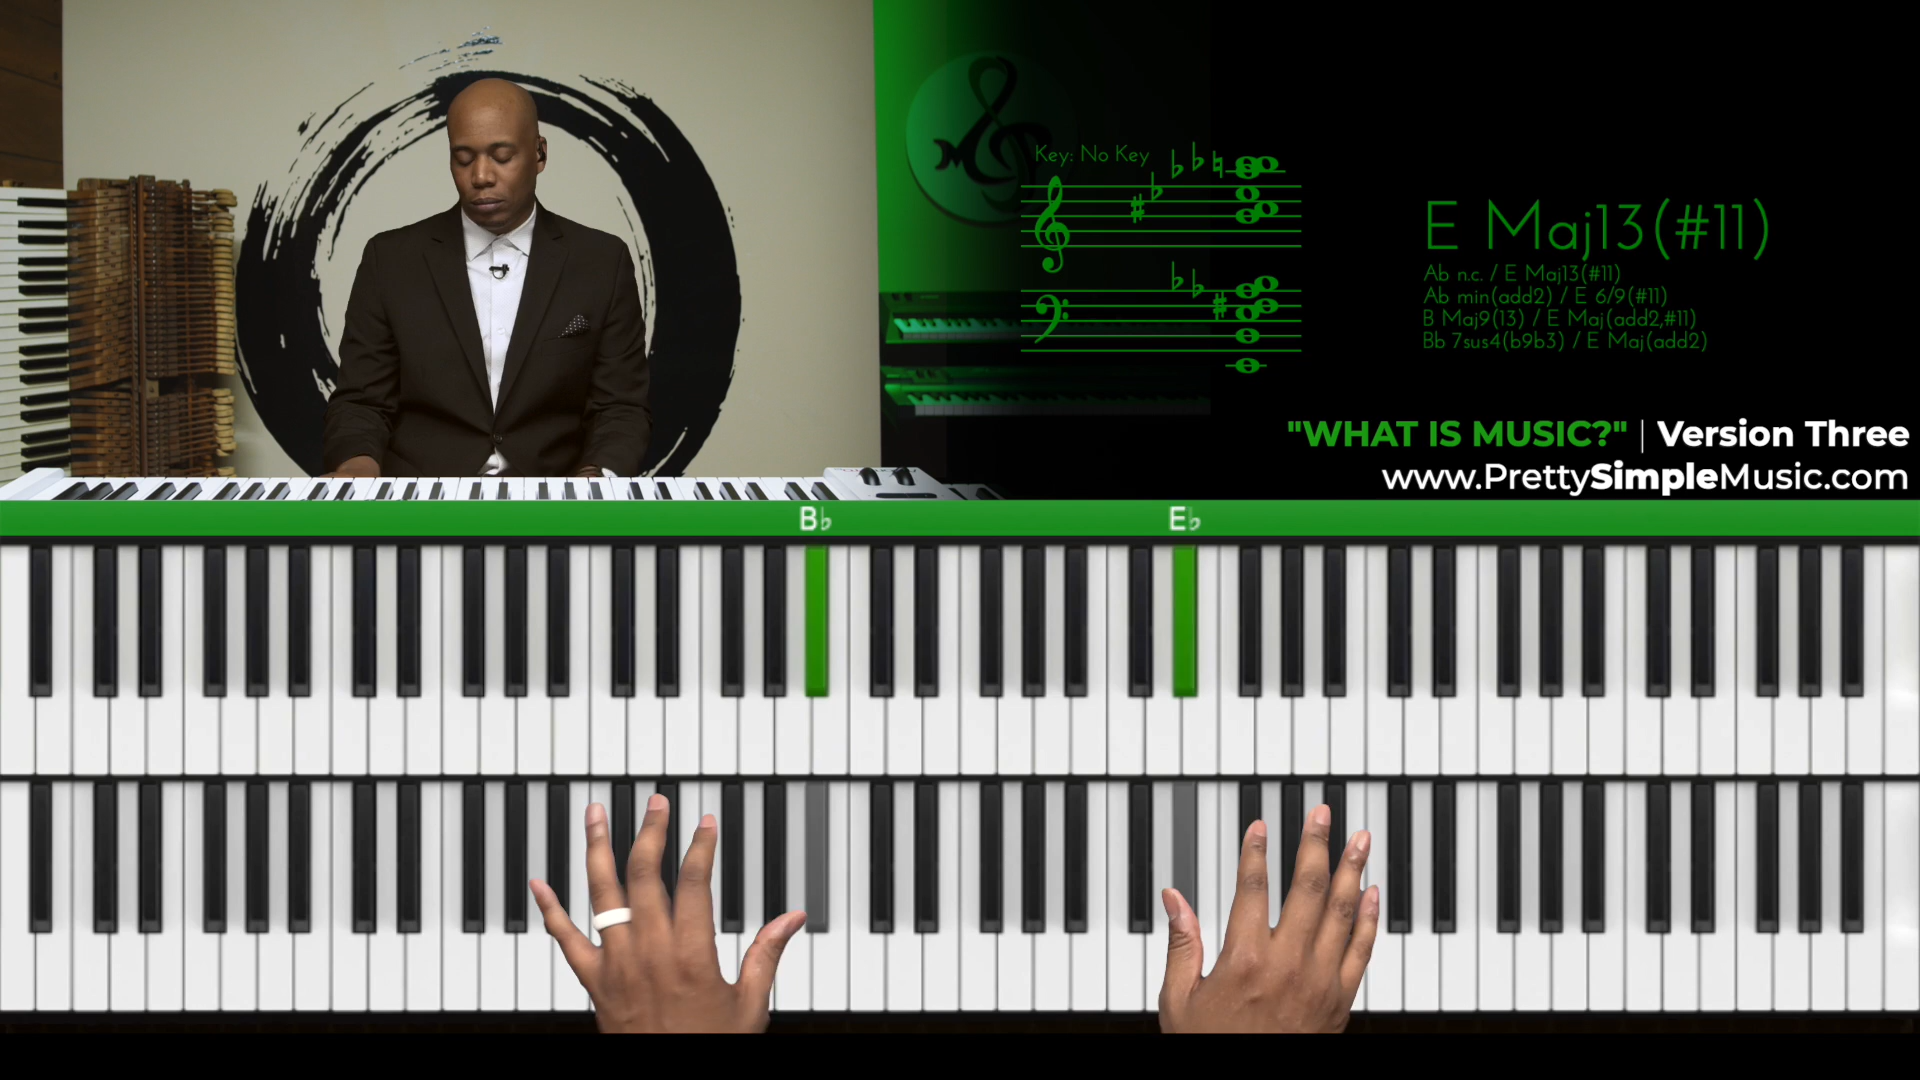 Key: No Key
E Maj13(#11)
Ab n.c. / E Maj13(#11)
Ab min(add2) / E 6/9(#11)
B Maj9(13) / E Maj(add2,#11)
Bb 7sus4(b9b3) / E Maj(add2)
"WHAT IS MUSIC?" | Version Three
www.PrettySimpleMusic.com
B♭ E♭